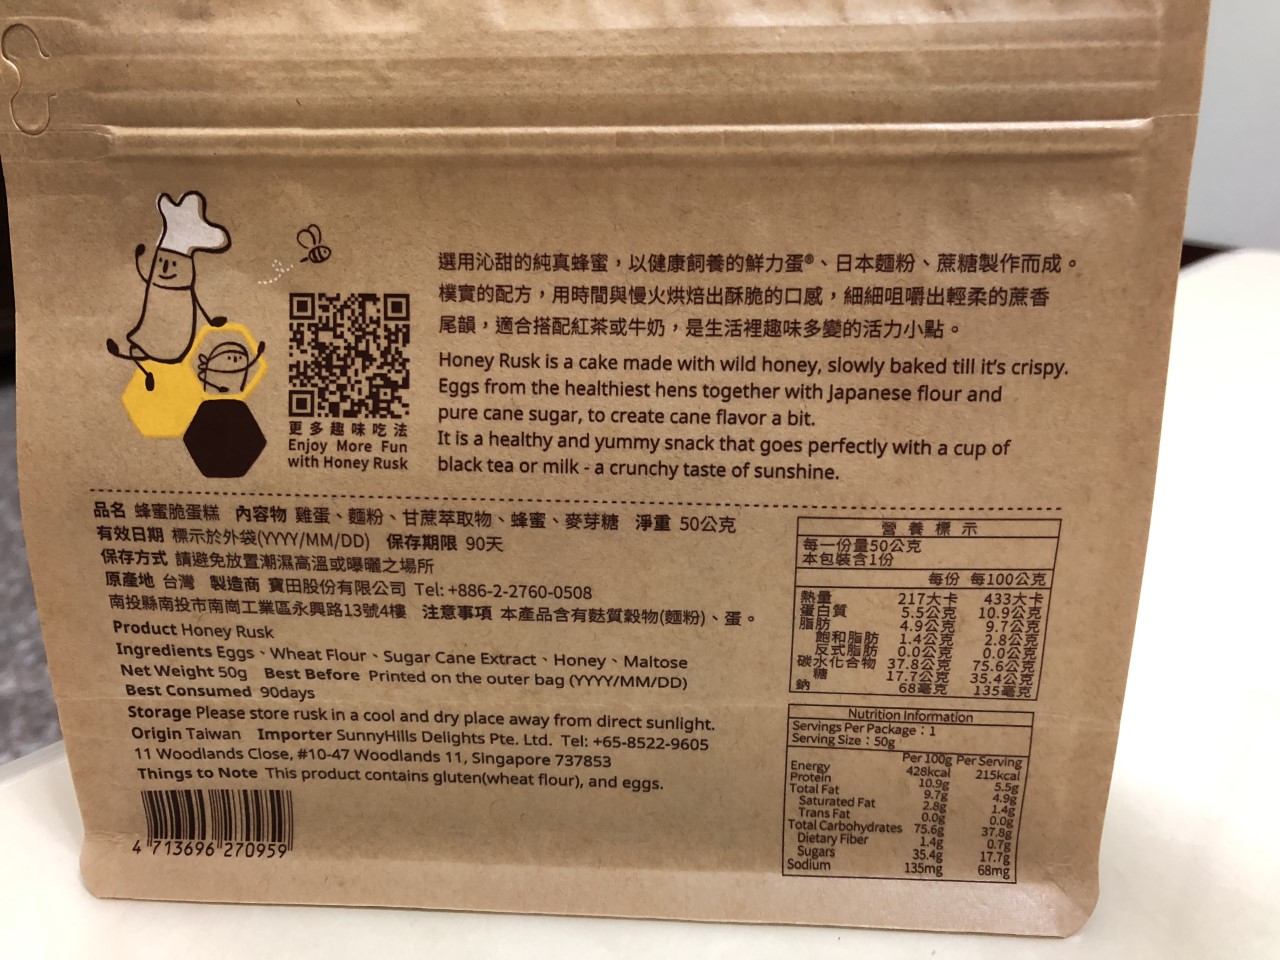 選用沁甜的純真蜂蜜，以健康飼養的鮮力蛋®、日本麵粉、蔗糖製作而成。
樸實的配方，用時間與慢火烘焙出酥脆的口感，細細咀嚼出輕柔的蔗香
尾韻，適合搭配紅茶或牛奶，是生活裡趣味多變的活力小點。
Honey Rusk is a cake made with wild honey, slowly baked till it's crispy.
Eggs from the healthiest hens together with Japanese flour and
pure cane sugar, to create cane flavor a bit.
It is a healthy and yummy snack that goes perfectly with a cup of
black tea or milk - a crunchy taste of sunshine.
更多趣味吃法
Enjoy More Fun
with Honey Rusk
品名 蜂蜜脆蛋糕 內容物 雞蛋、麵粉、甘蔗萃取物、蜂蜜、麥芽糖 淨重 50公克
有效日期 標示於外袋(YYYY/MM/DD) 保存期限 90天
保存方式 請避免放置潮濕高溫或曝曬之場所
原產地 台灣 製造商 寶田股份有限公司 Tel: +886-2-2760-0508
南投縣南投市南崗工業區永興路13號4樓 注意事項 本產品含有麩質穀物(麵粉)、蛋。
Product Honey Rusk
Ingredients Eggs、Wheat Flour、Sugar Cane Extract、Honey、Maltose
Net Weight 50g Best Before Printed on the outer bag (YYYY/MM/DD)
Best Consumed 90days
Storage Please store rusk in a cool and dry place away from direct sunlight.
Origin Taiwan Importer SunnyHills Delights Pte. Ltd. Tel: +65-8522-9605
11 Woodlands Close, #10-47 Woodlands 11, Singapore 737853
Things to Note This product contains gluten(wheat flour), and eggs.
4 713696 270959
營養標示
每一份量50公克
本包裝含1份
每份 每100公克
熱量 217大卡 433大卡
蛋白質 5.5公克 10.9公克
脂肪 4.9公克 9.7公克
飽和脂肪 1.4公克 2.8公克
反式脂肪 0.0公克 0.0公克
碳水化合物 37.8公克 75.6公克
糖 17.7公克 35.4公克
鈉 68毫克 135毫克
Nutrition Information
Servings Per Package：1
Serving Size：50g
Per 100g Per Serving
Energy 428kcal 215kcal
Protein 10.9g 5.5g
Total Fat 9.7g 4.9g
Saturated Fat 2.8g 1.4g
Trans Fat 0.0g 0.0g
Total Carbohydrates 75.6g 37.8g
Dietary Fiber 1.4g 0.7g
Sugars 35.4g 17.7g
Sodium 135mg 68mg